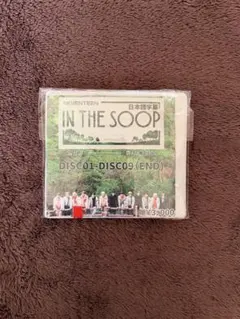 SEVENTEEN
日本語字幕
IN THE SOOP
DISC01-DISC09(END)